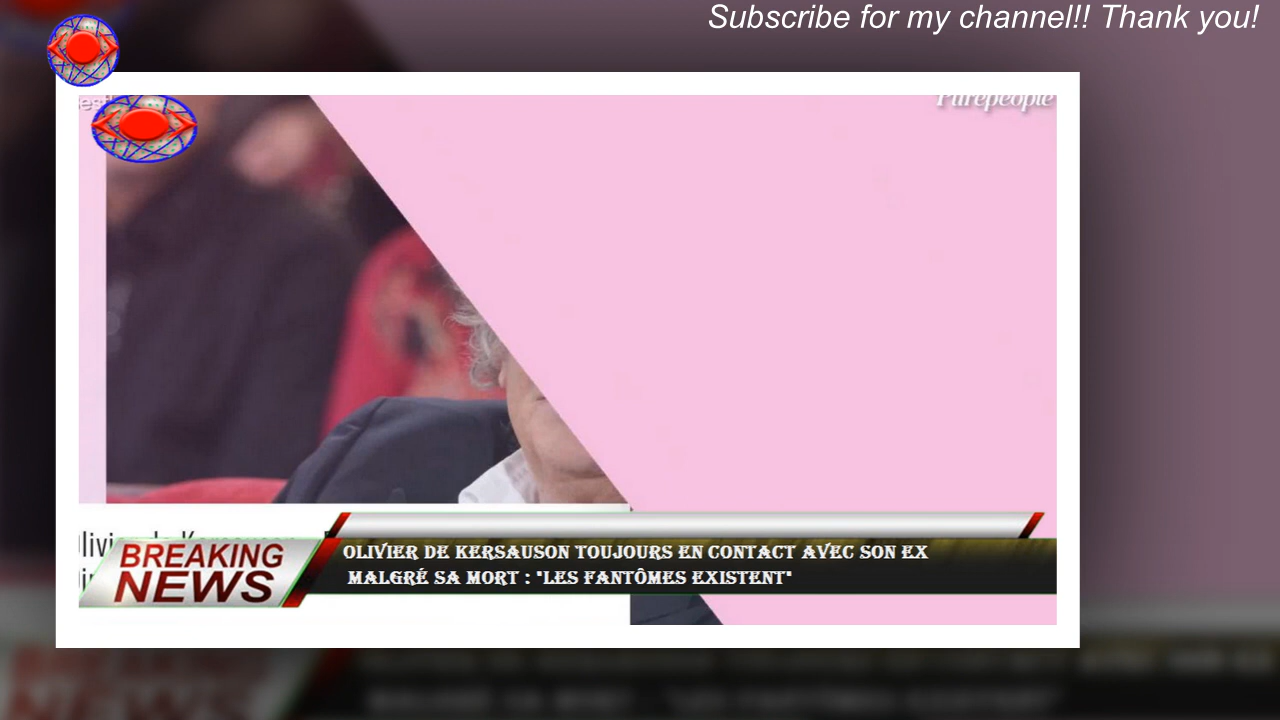 Subscribe for my channel!! Thank you!
Purepeople
BREAKING
NEWS
OLIVIER DE KERSAUSON TOUJOURS EN CONTACT AVEC SON EX
MALGRÉ SA MORT : "LES FANTÔMES EXISTENT"